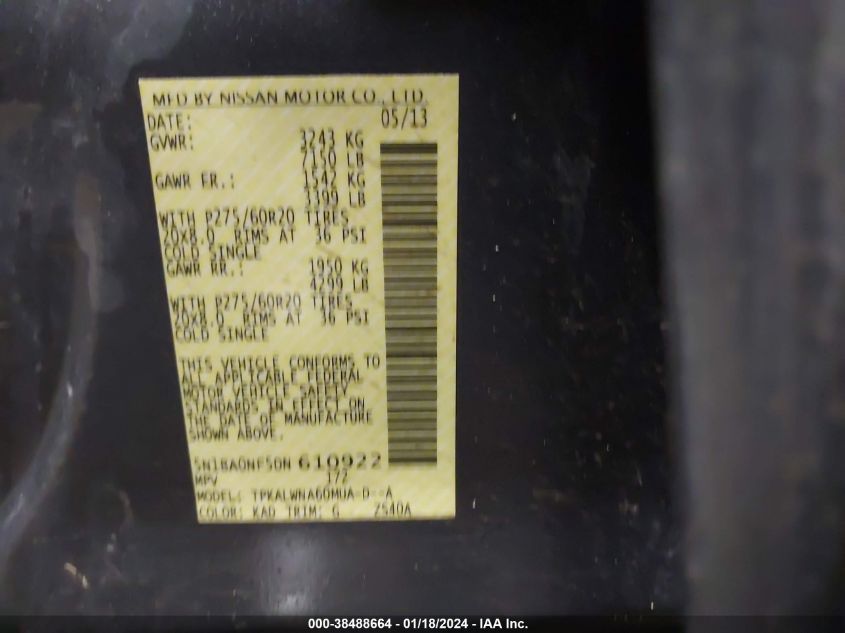 MFD BY NISSAN MOTOR CO., LTD.
DATE: 05/13
GVWR: 3243 KG
7150 LB
GAWR FR.: 1542 KG
3399 LB
WITH P275/60R20 TIRES
20X8.0 RIMS AT 36 PSI
COLD SINGLE
GAWR RR.: 1950 KG
4299 LB
WITH P275/60R20 TIRES
20X8.0 RIMS AT 36 PSI
COLD SINGLE
THIS VEHICLE CONFORMS TO
ALL APPLICABLE FEDERAL
MOTOR VEHICLE SAFETY
STANDARDS IN EFFECT ON
THE DATE OF MANUFACTURE
SHOWN ABOVE.
5N1BA0NF5DN 610922
MPV 172
MODEL: TPKALWNA60MUA-D--A
COLOR: KAD TRIM: G ZS40A
000-38488664 - 01/18/2024 - IAA Inc.